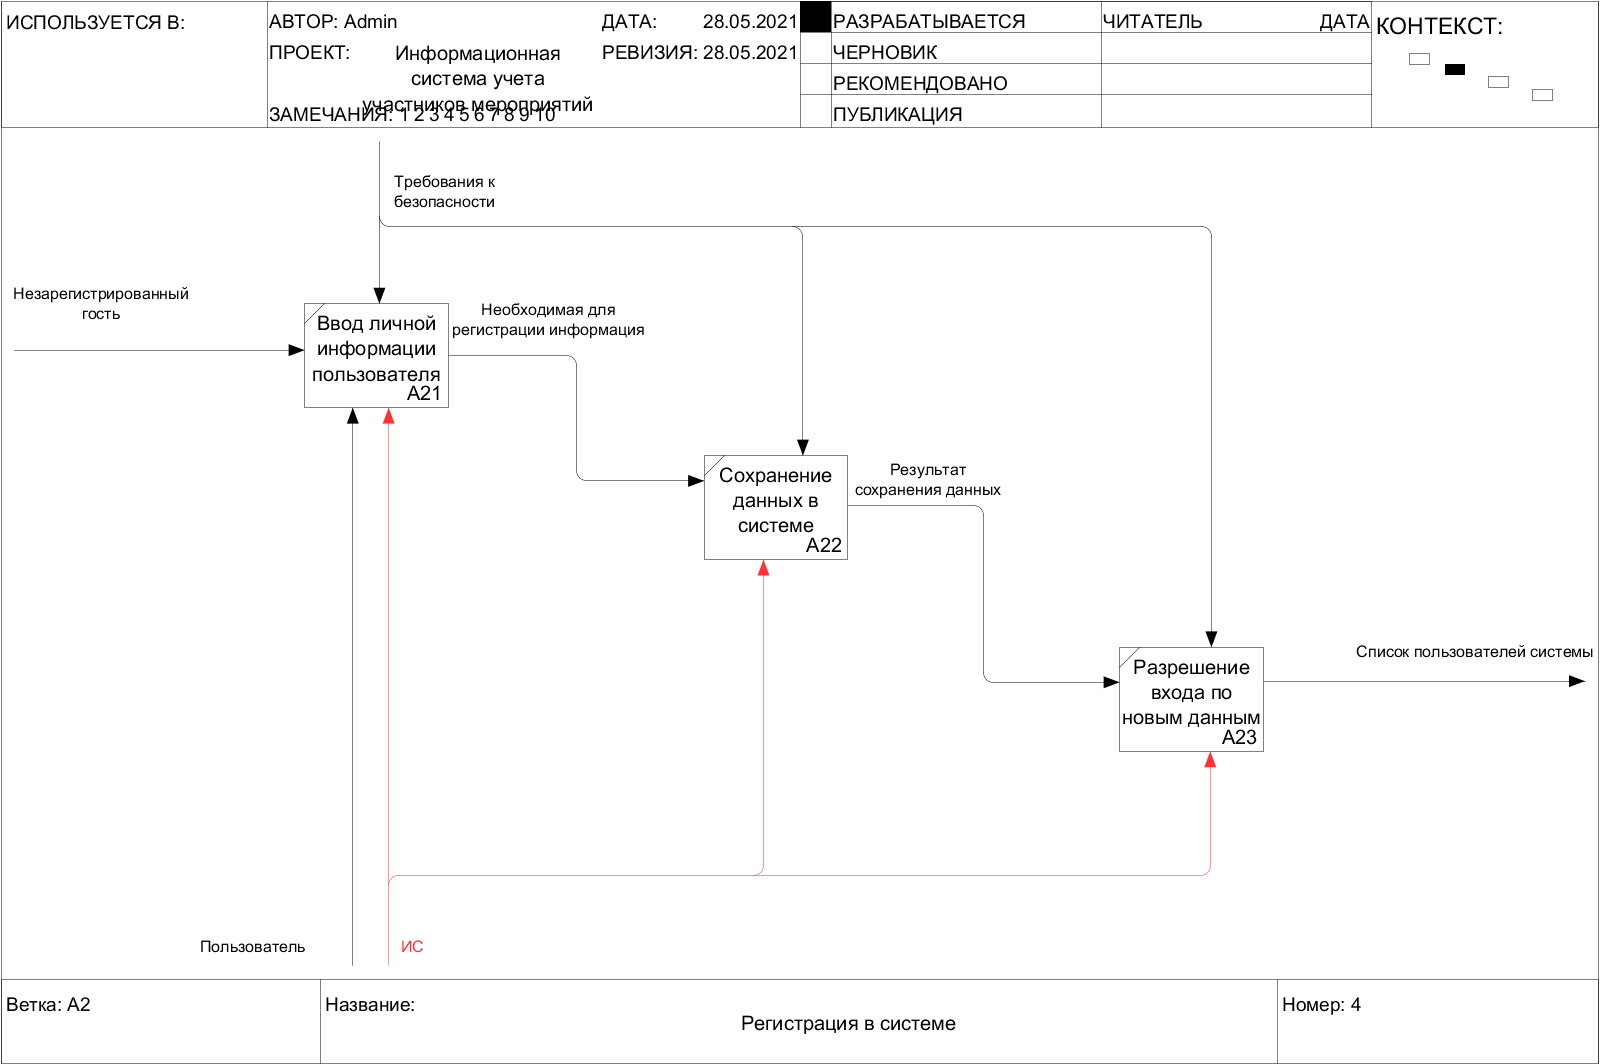 ИСПОЛЬЗУЕТСЯ В:
АВТОР: Admin
ДАТА: 28.05.2021
РАЗРАБАТЫВАЕТСЯ
ЧИТАТЕЛЬ
ДАТА
КОНТЕКСТ:
ПРОЕКТ:
Информационная
система учета
участников мероприятий
РЕВИЗИЯ: 28.05.2021
ЧЕРНОВИК
РЕКОМЕНДОВАНО
ЗАМЕЧАНИЯ: 1 2 3 4 5 6 7 8 9 10
ПУБЛИКАЦИЯ
Требования к
безопасности
Незарегистрированный
гость
Ввод личной
информации
пользователя
A21
Необходимая для
регистрации информация
Сохранение
данных в
системе
A22
Результат
сохранения данных
Разрешение
входа по
новым данным
A23
Список пользователей системы
Пользователь
ИС
Ветка: A2
Название:
Регистрация в системе
Номер: 4